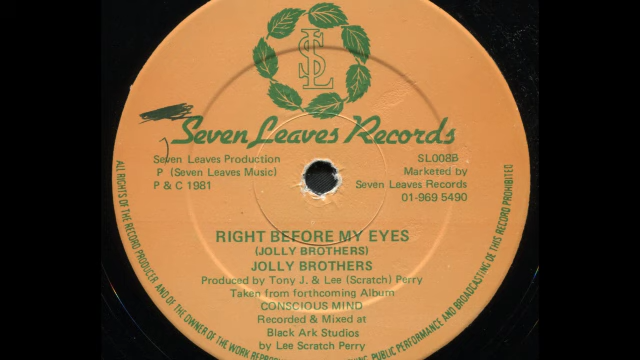 SL
Seven Leaves Records
Seven Leaves Production
P (Seven Leaves Music)
P & C 1981
SL008B
Marketed by
Seven Leaves Records
01-969 5490
RIGHT BEFORE MY EYES
(JOLLY BROTHERS)
JOLLY BROTHERS
Produced by Tony J. & Lee (Scratch) Perry
Taken from forthcoming Album
CONSCIOUS MIND
Recorded & Mixed at
Black Ark Studios
by Lee Scratch Perry
ALL RIGHTS OF THE RECORD PRODUCER AND OF THE OWNER OF THE WORK
PUBLIC PERFORMANCE AND BROADCASTING OF THIS RECORD PROHIBITED